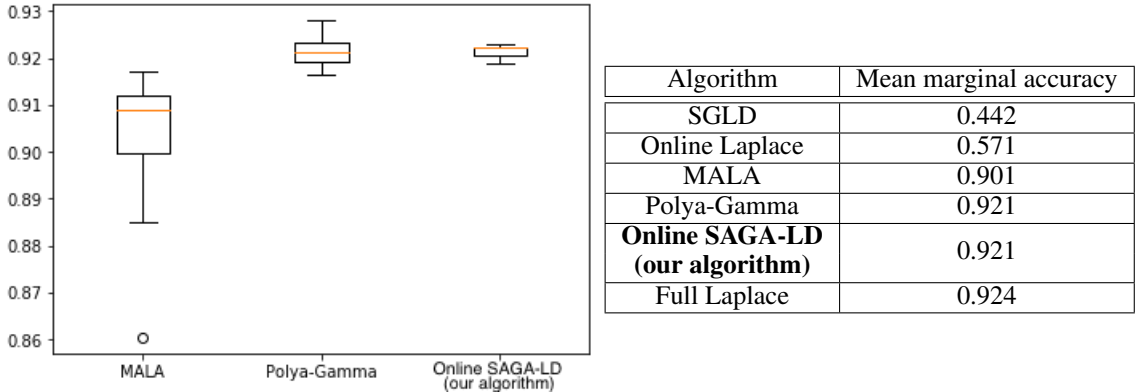 0.93
0.92
0.91
0.90
0.89
0.88
0.87
0.86
MALA
Polya-Gamma
Online SAGA-LD
(our algorithm)
Algorithm Mean marginal accuracy
SGLD 0.442
Online Laplace 0.571
MALA 0.901
Polya-Gamma 0.921
Online SAGA-LD
(our algorithm) 0.921
Full Laplace 0.924